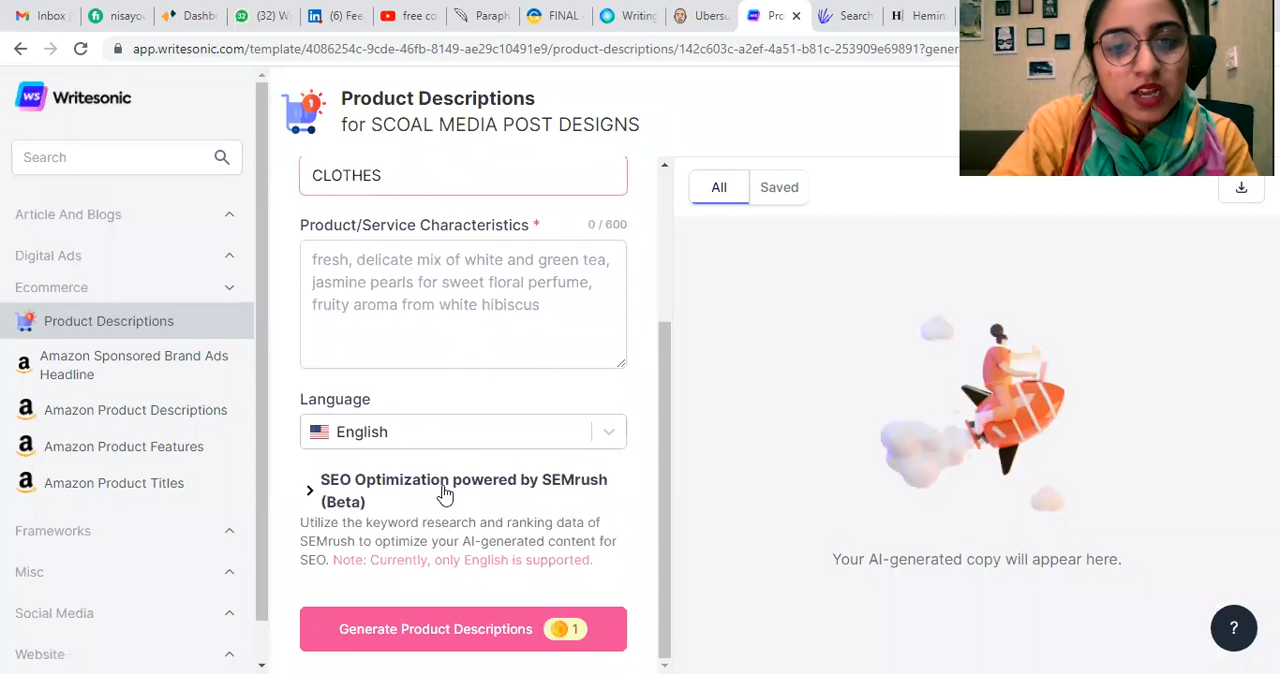 Inbox
nisayou
Dashb
(32) W
(6) Fee
free co
Paraph
FINAL
Writing
Ubersu
Pro
Search
H Hemin
app.writesonic.com/template/4086254c-9cde-46fb-8149-ae29c10491e9/product-descriptions/142c603c-a2ef-4a51-b81c-253909e69891?gener
WS Writesonic
Search
Article And Blogs
Digital Ads
Ecommerce
Product Descriptions
Amazon Sponsored Brand Ads
Headline
Amazon Product Descriptions
Amazon Product Features
Amazon Product Titles
Frameworks
Misc
Social Media
Website
Product Descriptions
for SCOAL MEDIA POST DESIGNS
CLOTHES
Product/Service Characteristics * 0 / 600
fresh, delicate mix of white and green tea,
jasmine pearls for sweet floral perfume,
fruity aroma from white hibiscus
Language
English
SEO Optimization powered by SEMrush
(Beta)
Utilize the keyword research and ranking data of
SEMrush to optimize your AI-generated content for
SEO. Note: Currently, only English is supported.
Generate Product Descriptions 1
All Saved
Your AI-generated copy will appear here.
?